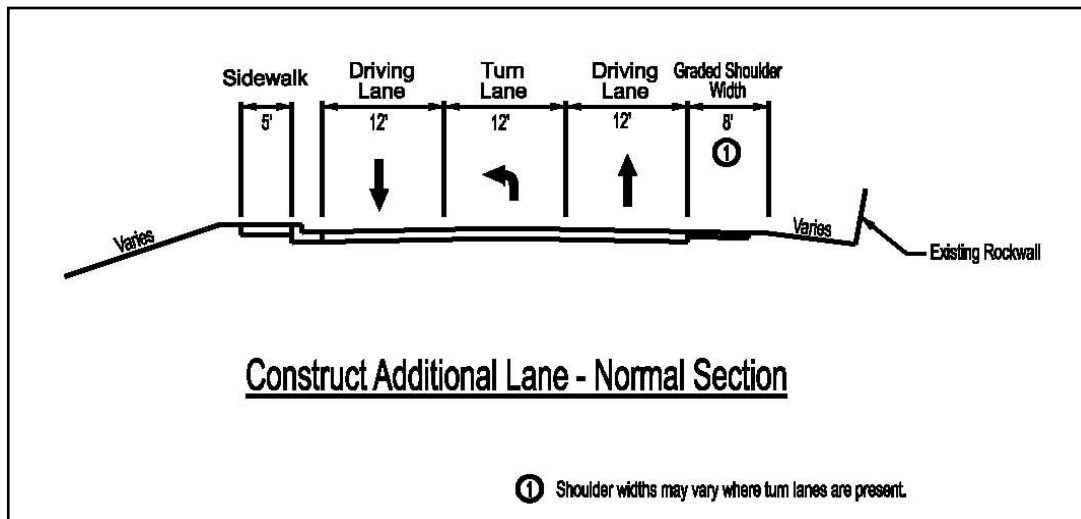 Sidewalk
Driving
Lane
Turn
Lane
Driving
Lane
Graded Shoulder
Width
5'
12'
12'
12'
8'
1
Varies
Varies
Existing Rockwall
Construct Additional Lane - Normal Section
1 Shoulder widths may vary where turn lanes are present.